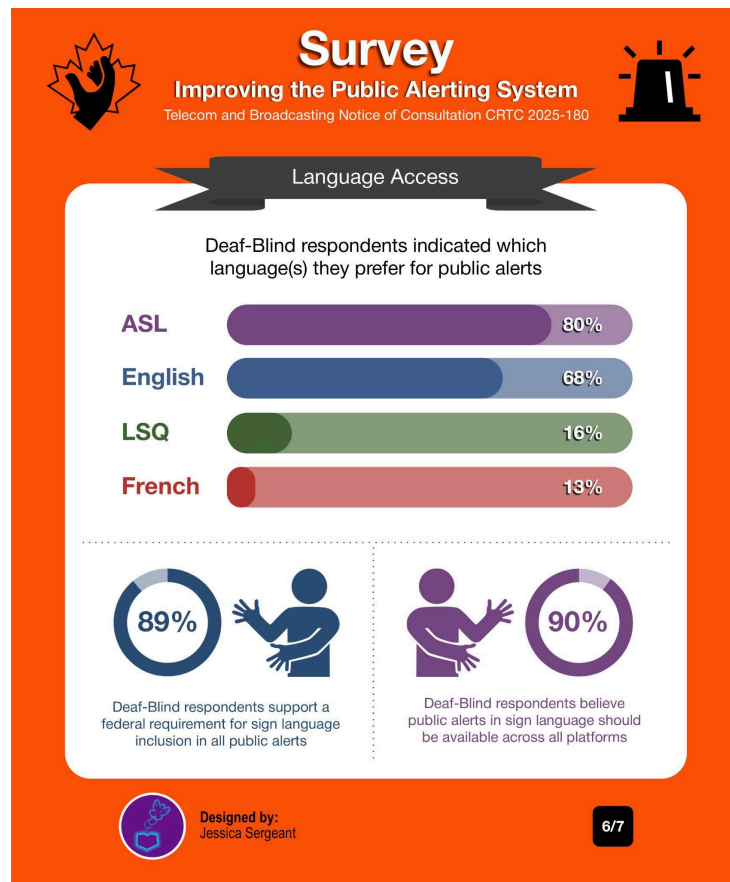 Survey
Improving the Public Alerting System
Telecom and Broadcasting Notice of Consultation CRTC 2025-180
Language Access
Deaf-Blind respondents indicated which
language(s) they prefer for public alerts
ASL 80%
English 68%
LSQ 16%
French 13%
89%
Deaf-Blind respondents support a
federal requirement for sign language
inclusion in all public alerts
90%
Deaf-Blind respondents believe
public alerts in sign language should
be available across all platforms
Designed by:
Jessica Sergeant
6/7